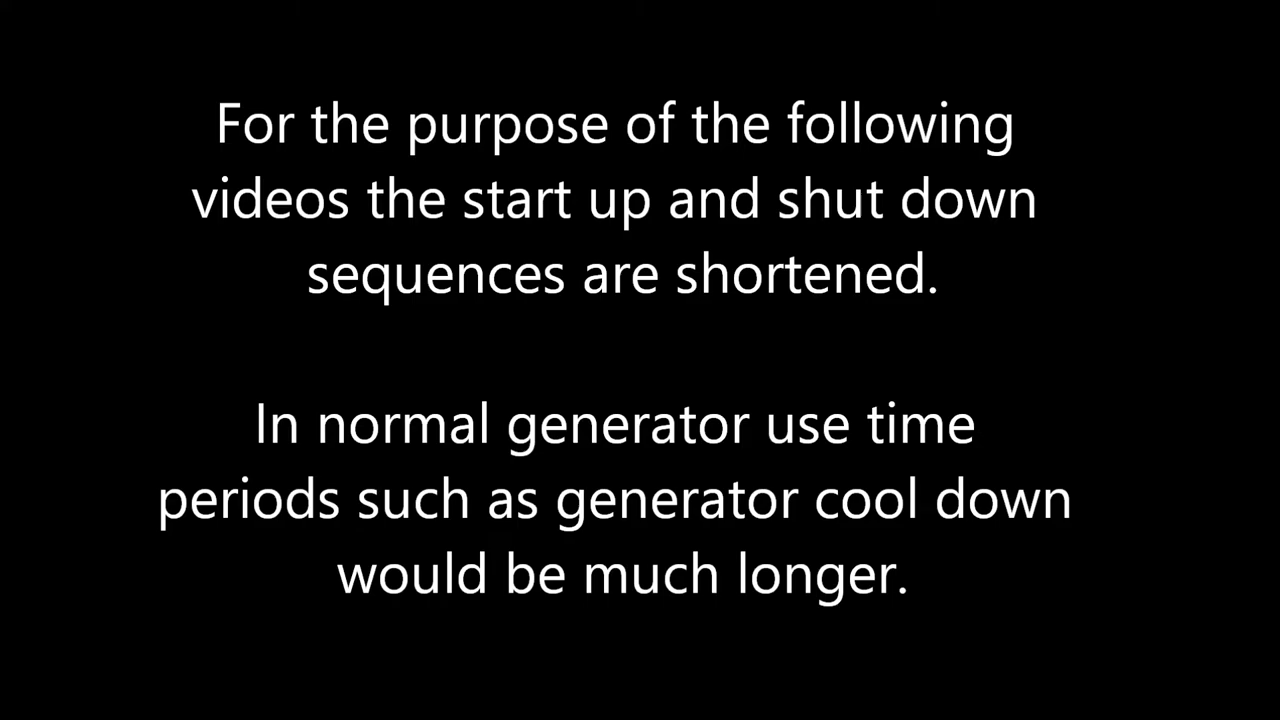 For the purpose of the following
videos the start up and shut down
sequences are shortened.
In normal generator use time
periods such as generator cool down
would be much longer.